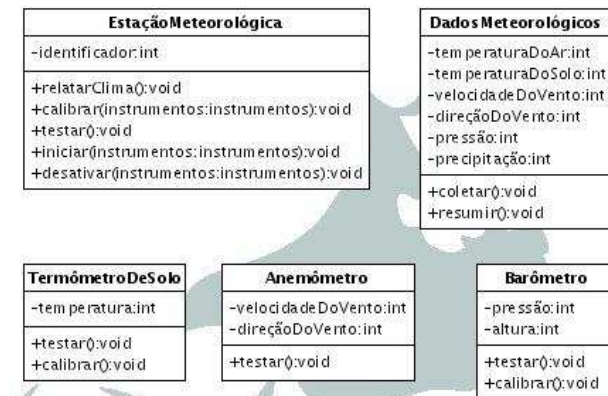 EstaçãoMeteorológica
-identificador:int
+relatarClima():void
+calibrar(instrumentos:instrumentos):void
+testar():void
+iniciar(instrumentos:instrumentos):void
+desativar(instrumentos:instrumentos):void
DadosMeteorológicos
-temperaturaDoAr:int
-temperaturaDoSolo:int
-velocidadeDoVento:int
-direçãoDoVento:int
-pressão:int
-precipitação:int
+coletar():void
+resumir():void
TermômetroDeSolo
-temperatura:int
+testar():void
+calibrar():void
Anemômetro
-velocidadeDoVento:int
-direçãoDoVento:int
+testar():void
Barômetro
-pressão:int
-altura:int
+testar():void
+calibrar():void